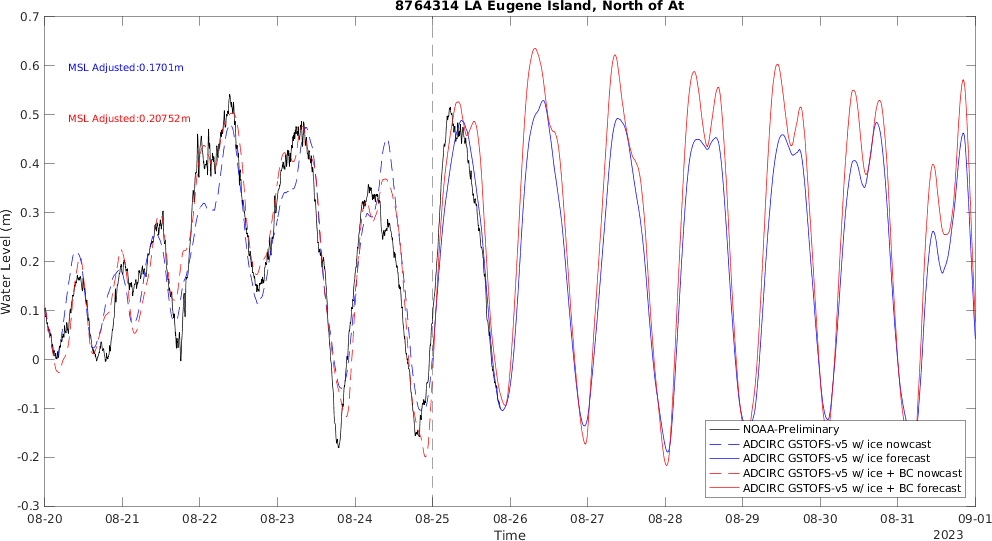 8764314 LA Eugene Island, North of At
MSL Adjusted:0.1701m
MSL Adjusted:0.20752m
Water Level (m)
0.7
0.6
0.5
0.4
0.3
0.2
0.1
0
-0.1
-0.2
-0.3
NOAA-Preliminary
ADCIRC GSTOFS-v5 w/ ice nowcast
ADCIRC GSTOFS-v5 w/ ice forecast
ADCIRC GSTOFS-v5 w/ ice + BC nowcast
ADCIRC GSTOFS-v5 w/ ice + BC forecast
08-20 08-21 08-22 08-23 08-24 08-25 08-26 08-27 08-28 08-29 08-30 08-31 09-01
Time
2023